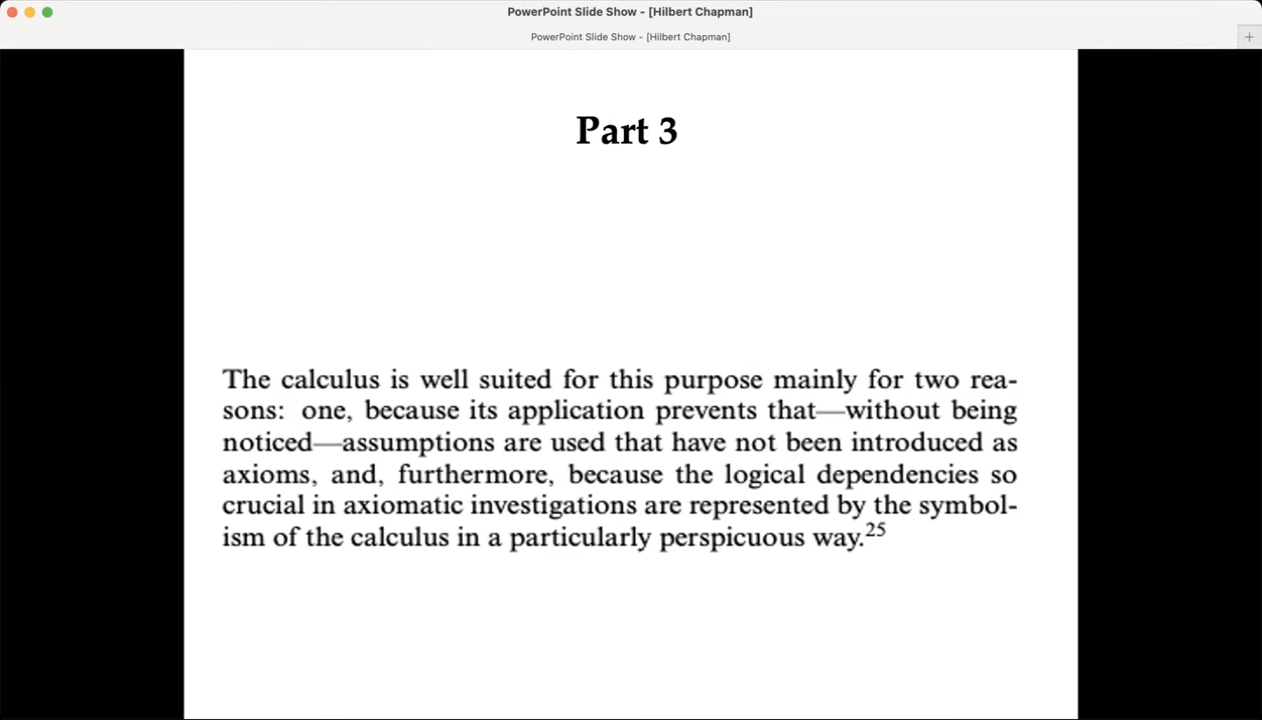 PowerPoint Slide Show - [Hilbert Chapman]
PowerPoint Slide Show - [Hilbert Chapman]
+
Part 3
The calculus is well suited for this purpose mainly for two rea-
sons: one, because its application prevents that—without being
noticed—assumptions are used that have not been introduced as
axioms, and, furthermore, because the logical dependencies so
crucial in axiomatic investigations are represented by the symbol-
ism of the calculus in a particularly perspicuous way.25